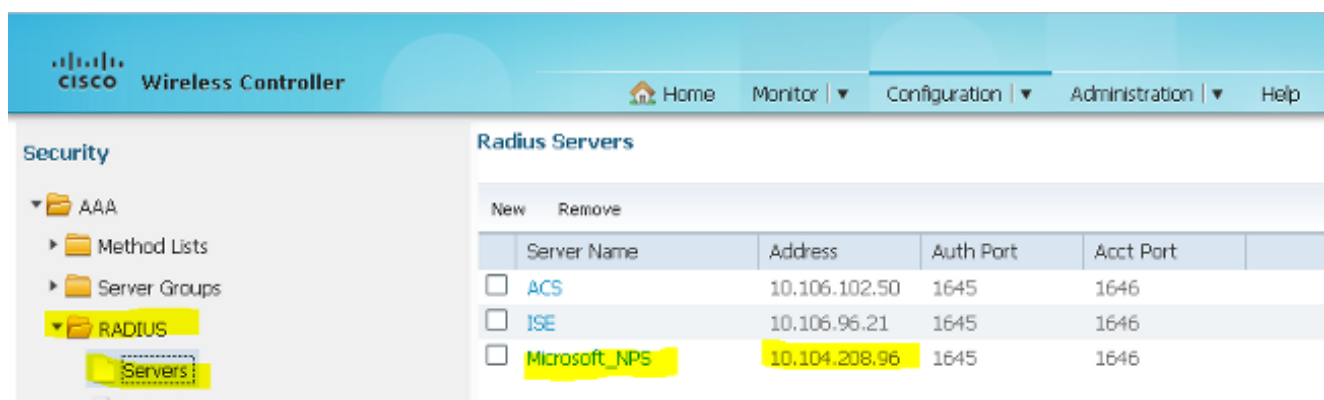 CISCO Wireless Controller
Home Monitor Configuration Administration Help
Security
AAA
Method Lists
Server Groups
RADIUS
Servers
Radius Servers
New Remove
Server Name Address Auth Port Acct Port
ACS 10.106.102.50 1645 1646
ISE 10.106.96.21 1645 1646
Microsoft_NPS 10.104.208.96 1645 1646